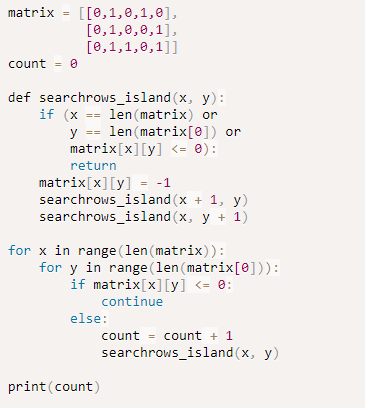 matrix = [[0,1,0,1,0],
          [0,1,0,0,1],
          [0,1,1,0,1]]
count = 0

def searchrows_island(x, y):
    if (x == len(matrix) or
        y == len(matrix[0]) or
        matrix[x][y] <= 0):
        return
    matrix[x][y] = -1
    searchrows_island(x + 1, y)
    searchrows_island(x, y + 1)

for x in range(len(matrix)):
    for y in range(len(matrix[0])):
        if matrix[x][y] <= 0:
            continue
        else:
            count = count + 1
            searchrows_island(x, y)

print(count)